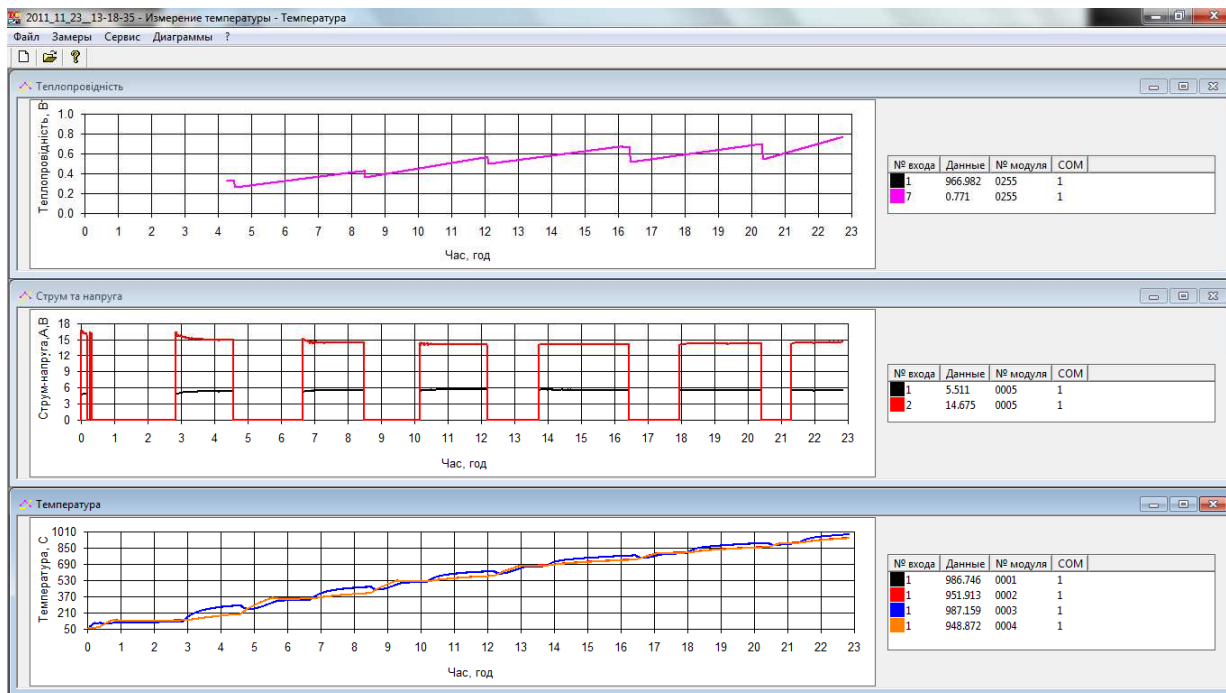 2011_11_23__13-18-35 - Измерение температуры - Температура
Файл Замеры Сервис Диаграммы ?
Теплопровідність
Теплопровідність, В
1.0
0.8
0.6
0.4
0.2
0.0
0 1 2 3 4 5 6 7 8 9 10 11 12 13 14 15 16 17 18 19 20 21 22 23
Час, год
№ входа Данные № модуля COM
1 966.982 0255 1
7 0.771 0255 1
Струм та напруга
Струм-напруга,А,В
18
15
12
9
6
3
0
0 1 2 3 4 5 6 7 8 9 10 11 12 13 14 15 16 17 18 19 20 21 22 23
Час, год
№ входа Данные № модуля COM
1 5.511 0005 1
2 14.675 0005 1
Температура
Температура, С
1010
850
690
530
370
210
50
0 1 2 3 4 5 6 7 8 9 10 11 12 13 14 15 16 17 18 19 20 21 22 23
Час, год
№ входа Данные № модуля COM
1 986.746 0001 1
1 951.913 0002 1
1 987.159 0003 1
1 948.872 0004 1